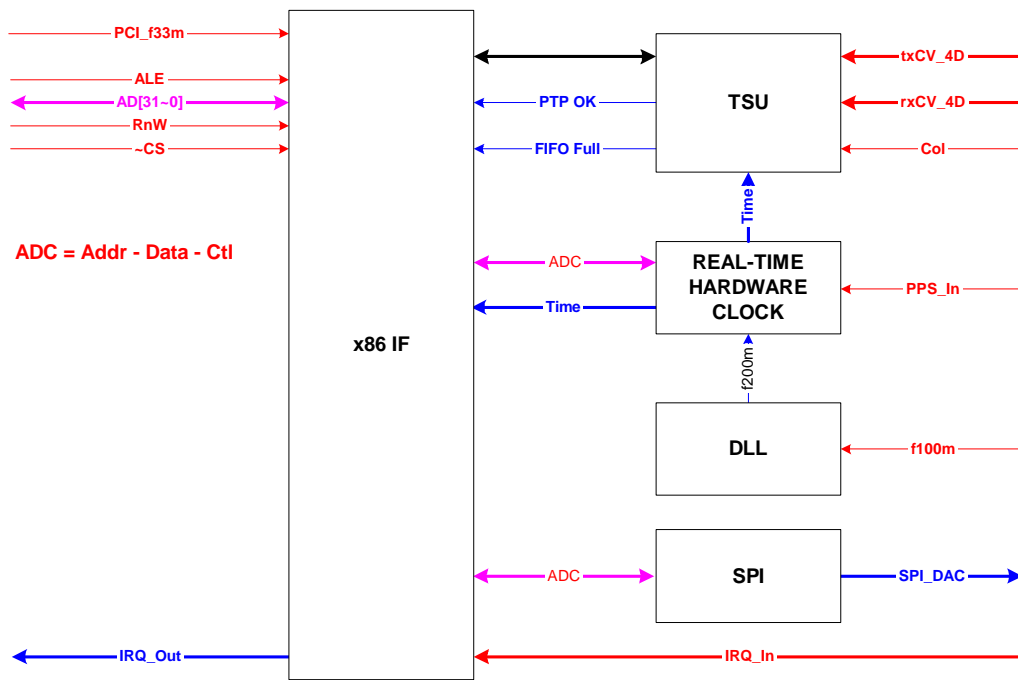 PCI_f33m
ALE
AD[31~0]
RnW
~CS
ADC = Addr - Data - Ctl
IRQ_Out
x86 IF
PTP OK
FIFO Full
ADC
Time
ADC
IRQ_In
TSU
Time
REAL-TIME
HARDWARE
CLOCK
f200m
DLL
SPI
txCV_4D
rxCV_4D
Col
PPS_In
f100m
SPI_DAC